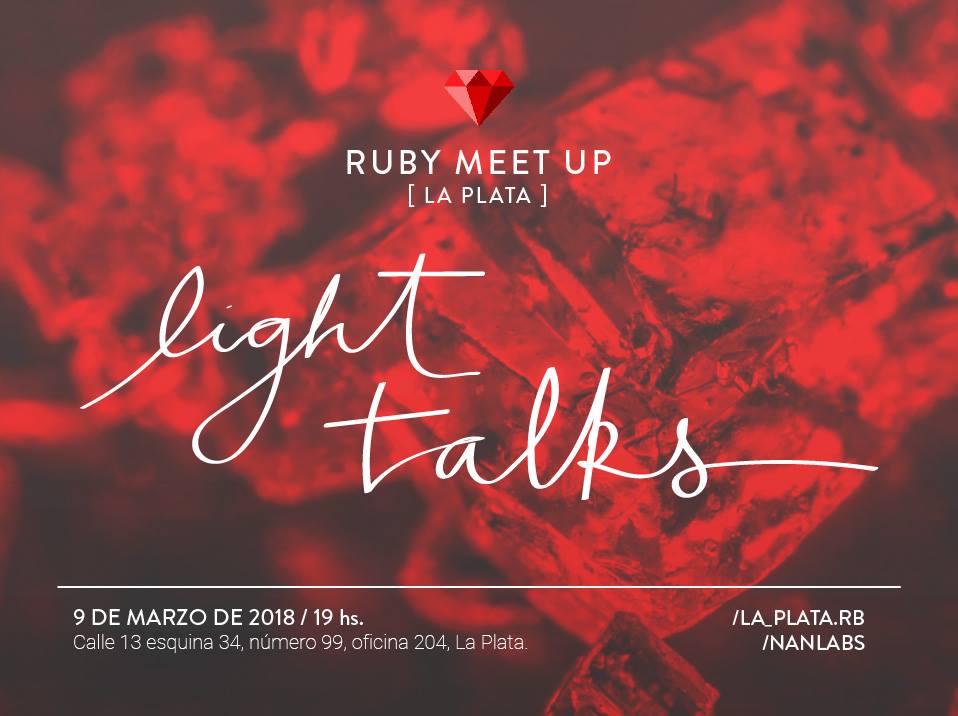 RUBY MEET UP
[ LA PLATA ]
light
talks
9 DE MARZO DE 2018 / 19 hs.
Calle 13 esquina 34, número 99, oficina 204, La Plata.
/LA_PLATA.RB
/NANLABS